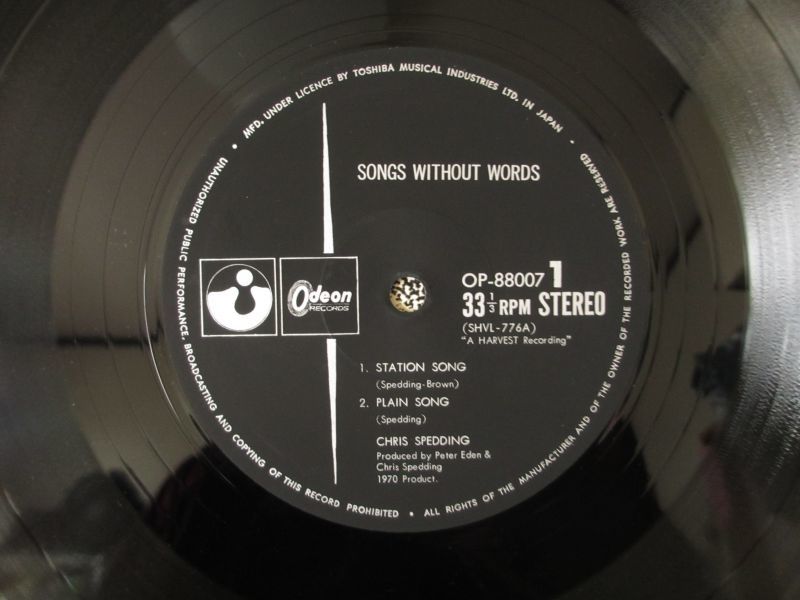 MFD. UNDER LICENCE BY TOSHIBA MUSICAL INDUSTRIES LTD. IN JAPAN
SONGS WITHOUT WORDS
Odeon
RECORDS
OP-88007 1
33 1/3 RPM STEREO
(SHVL-776A)
"A HARVEST Recording"
1. STATION SONG
(Spedding-Brown)
2. PLAIN SONG
(Spedding)
CHRIS SPEDDING
Produced by Peter Eden &
Chris Spedding
1970 Product.
UNAUTHORIZED PUBLIC PERFORMANCE, BROADCASTING AND COPYING OF THIS RECORD PROHIBITED • ALL RIGHTS OF THE MANUFACTURER AND OF THE OWNER OF THE RECORDED WORK ARE RESERVED